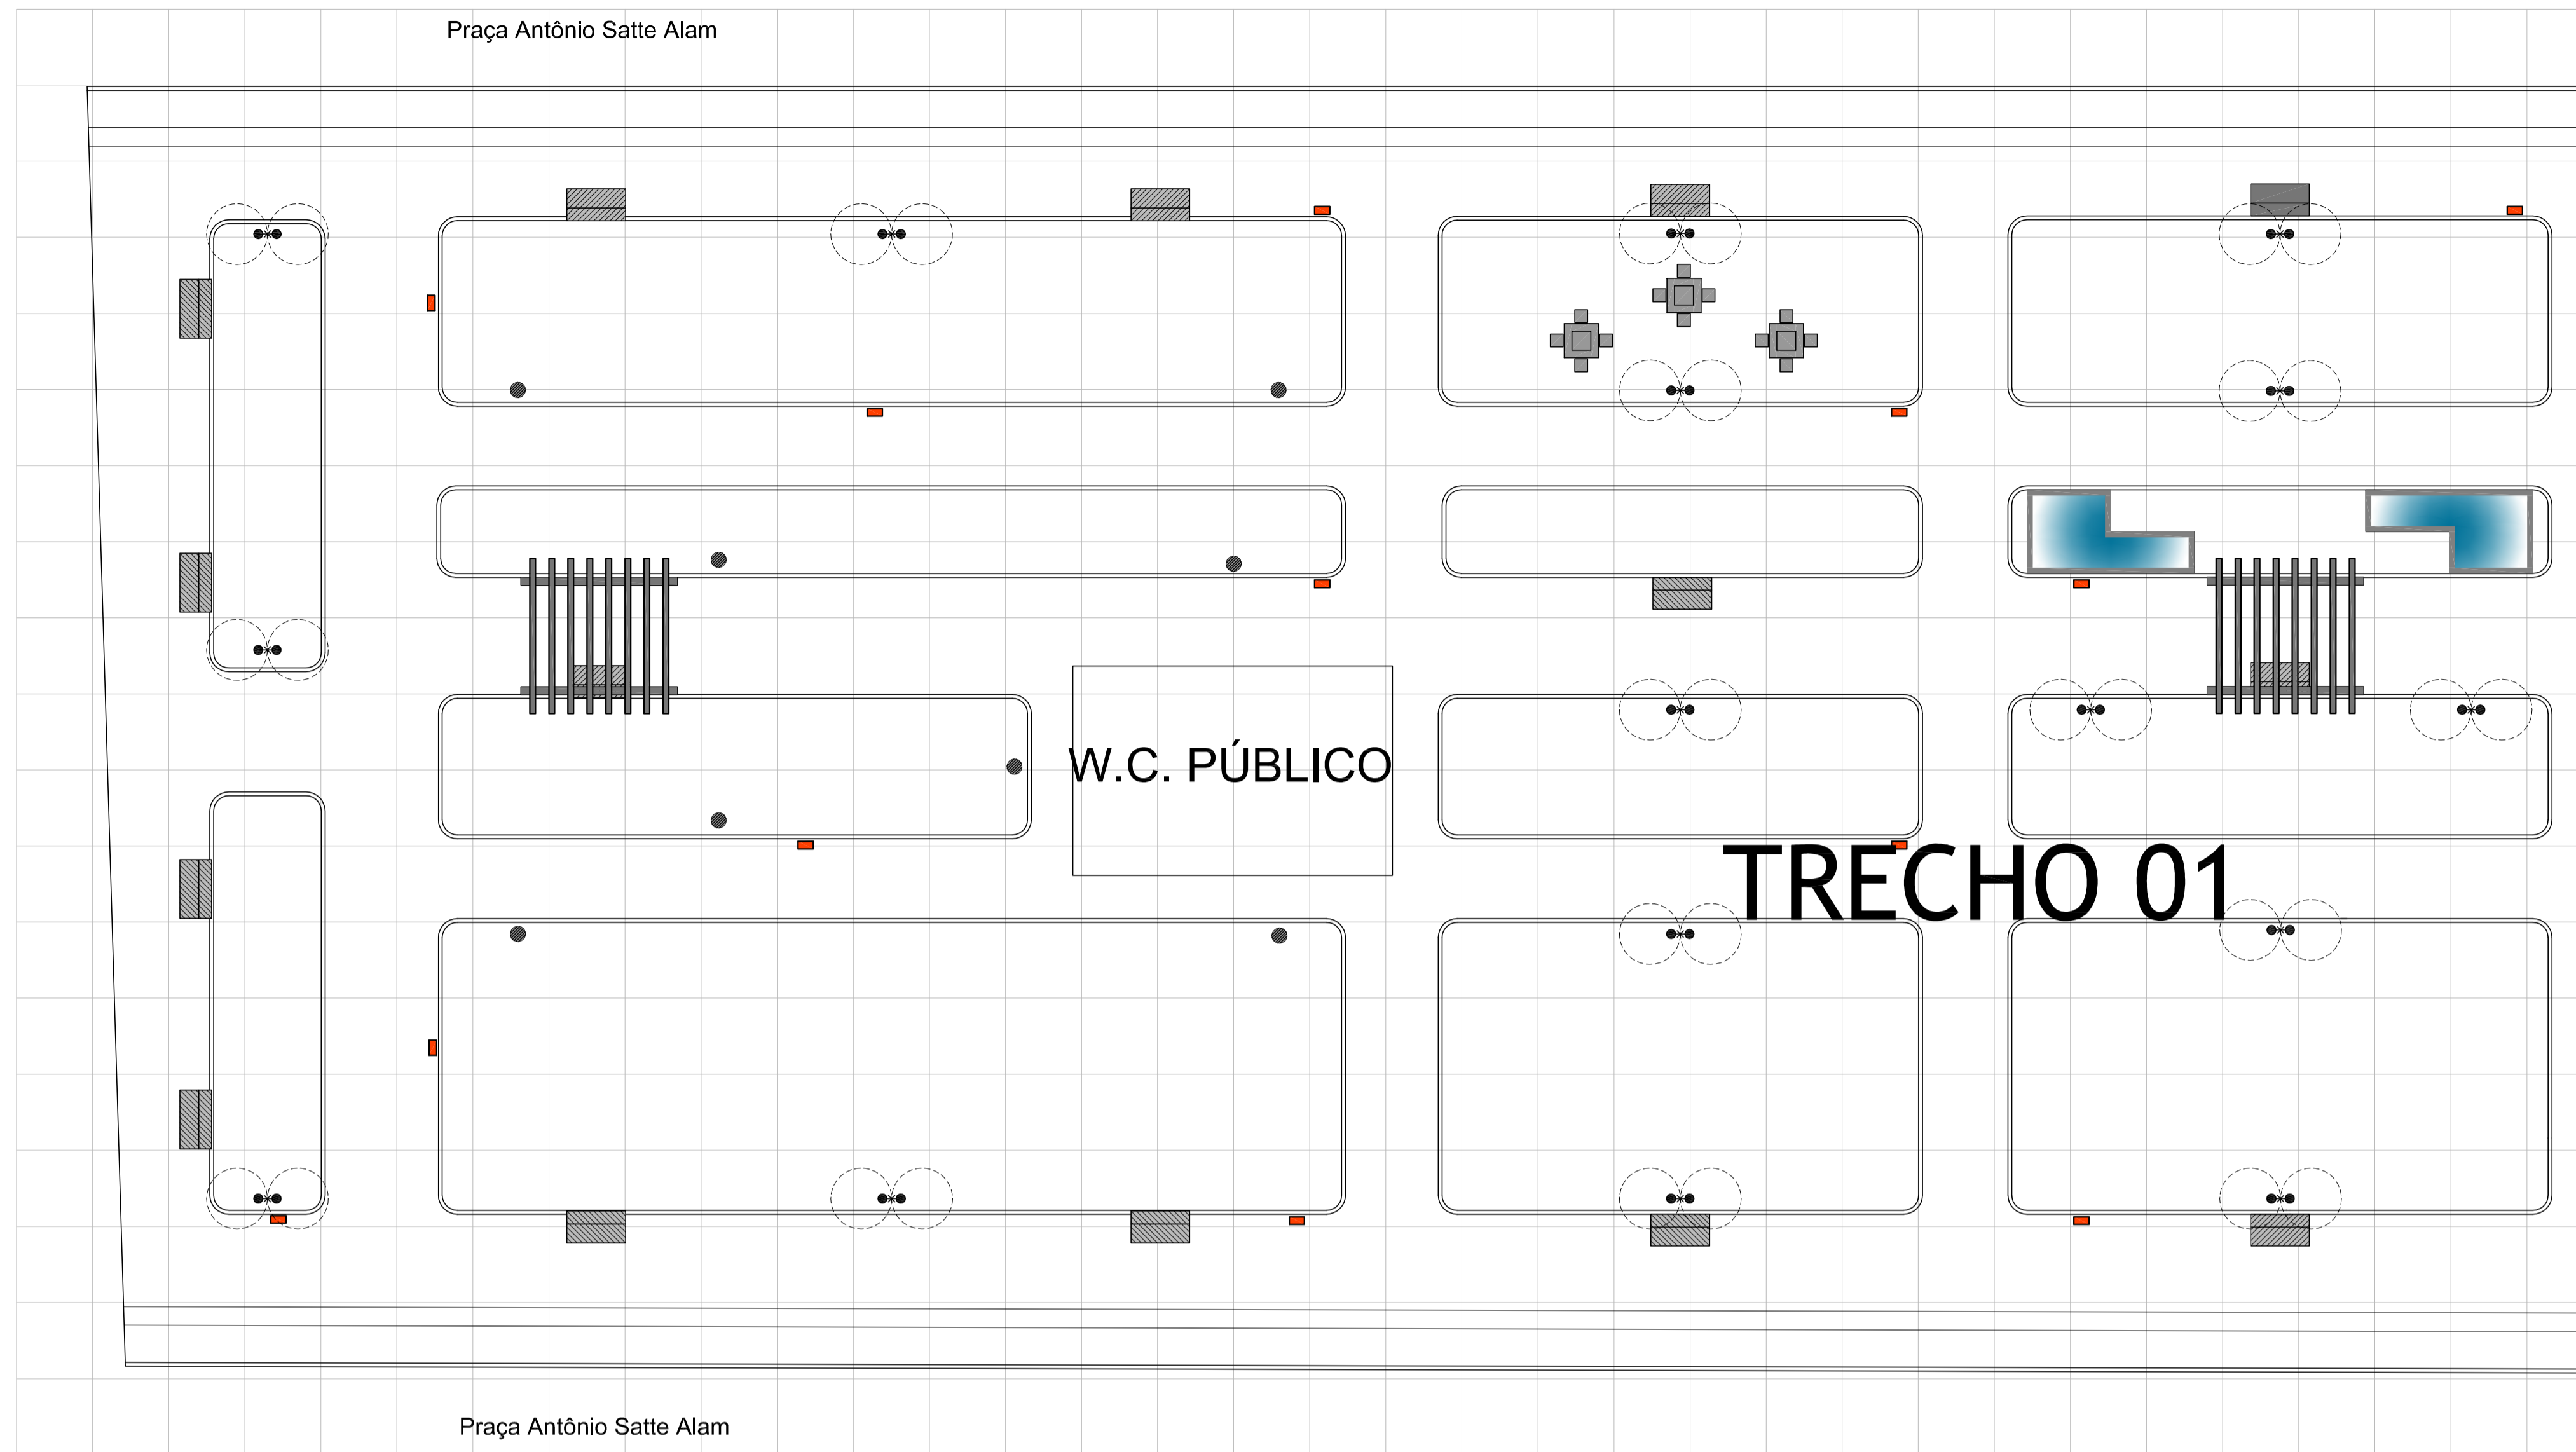 Praça Antônio Satte Alam
W.C. PÚBLICO
TRECHO 01
Praça Antônio Satte Alam